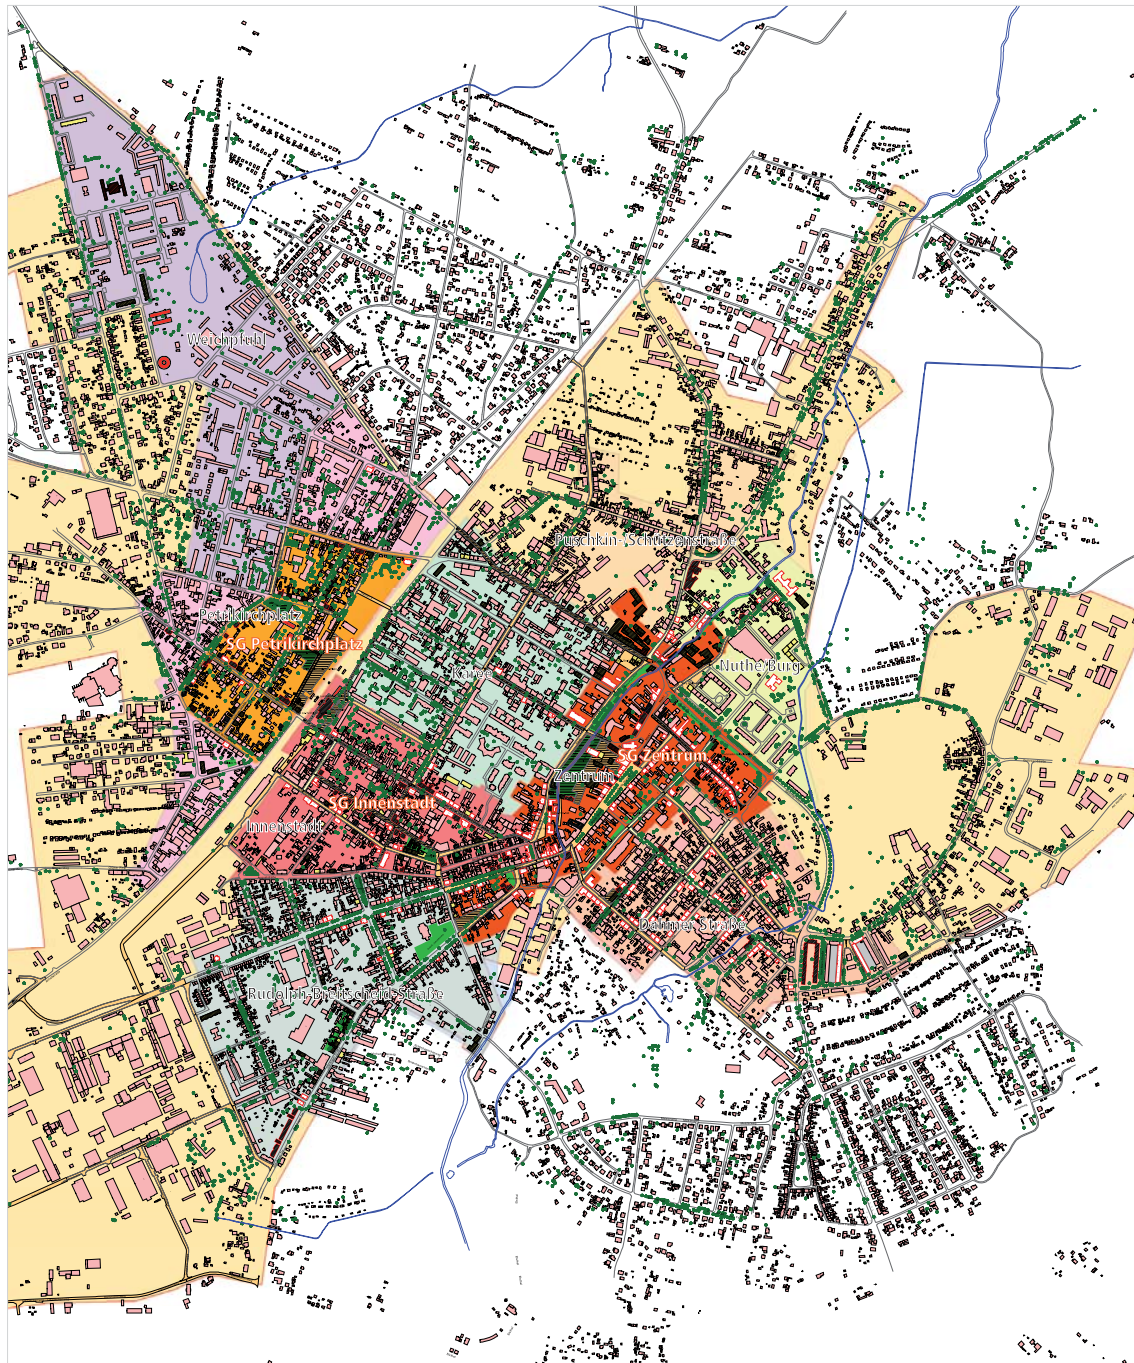 Weichpfuhl
Puschkin-/Schützenstraße
Petrikirchplatz
SG Petrikirchplatz
Karree
Nuthe/Burg
SG Zentrum
Zentrum
SG Innenstadt
Innenstadt
Dahmer Straße
Rudolph-Breitscheid-Straße